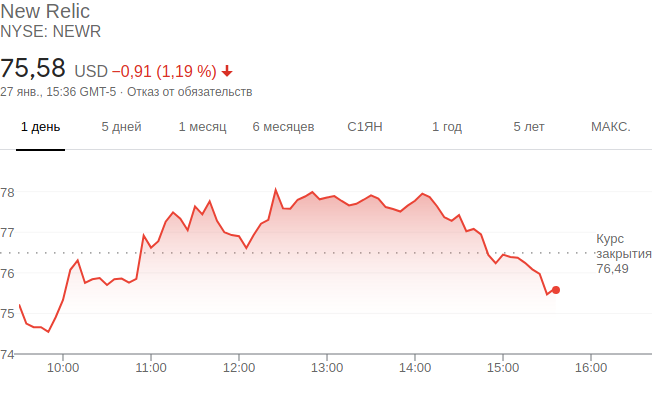 New Relic
NYSE: NEWR
75,58 USD −0,91 (1,19 %)
27 янв., 15:36 GMT-5 · Отказ от обязательств
1 день 5 дней 1 месяц 6 месяцев С1ЯН 1 год 5 лет МАКС.
78
77
Курс
закрытия
76,49
76
75
74
10:00 11:00 12:00 13:00 14:00 15:00 16:00